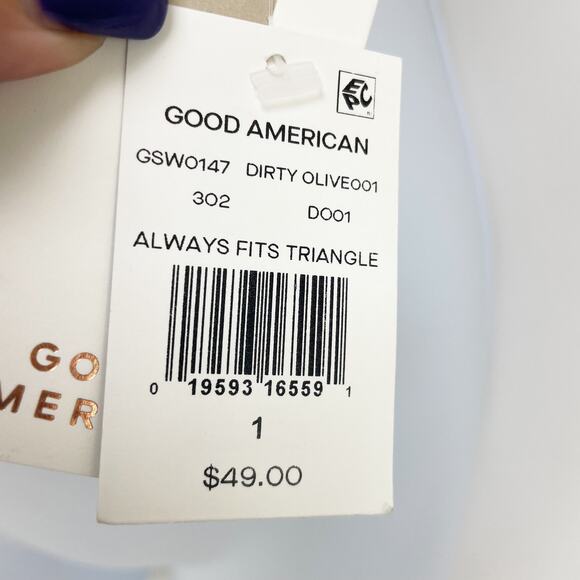 EPC
GOOD AMERICAN
GSW0147 DIRTY OLIVE001
302 D001
ALWAYS FITS TRIANGLE
0 19593 16559 1
1
$49.00
GO
MER